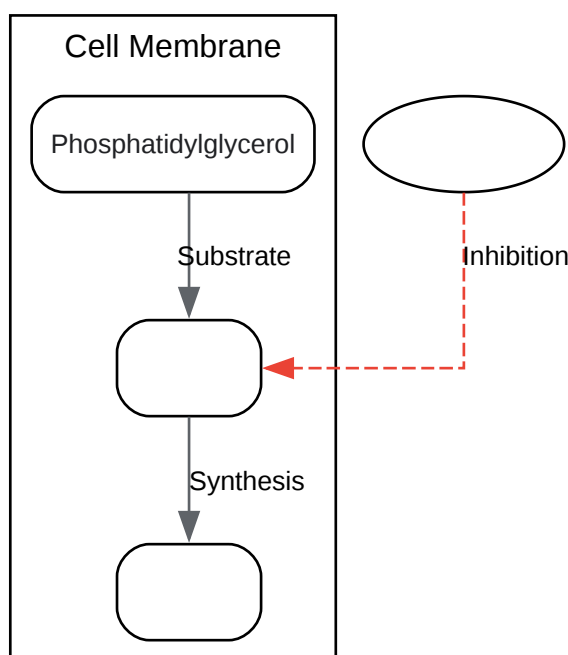 Cell Membrane
Phosphatidylglycerol
Substrate
Inhibition
Synthesis